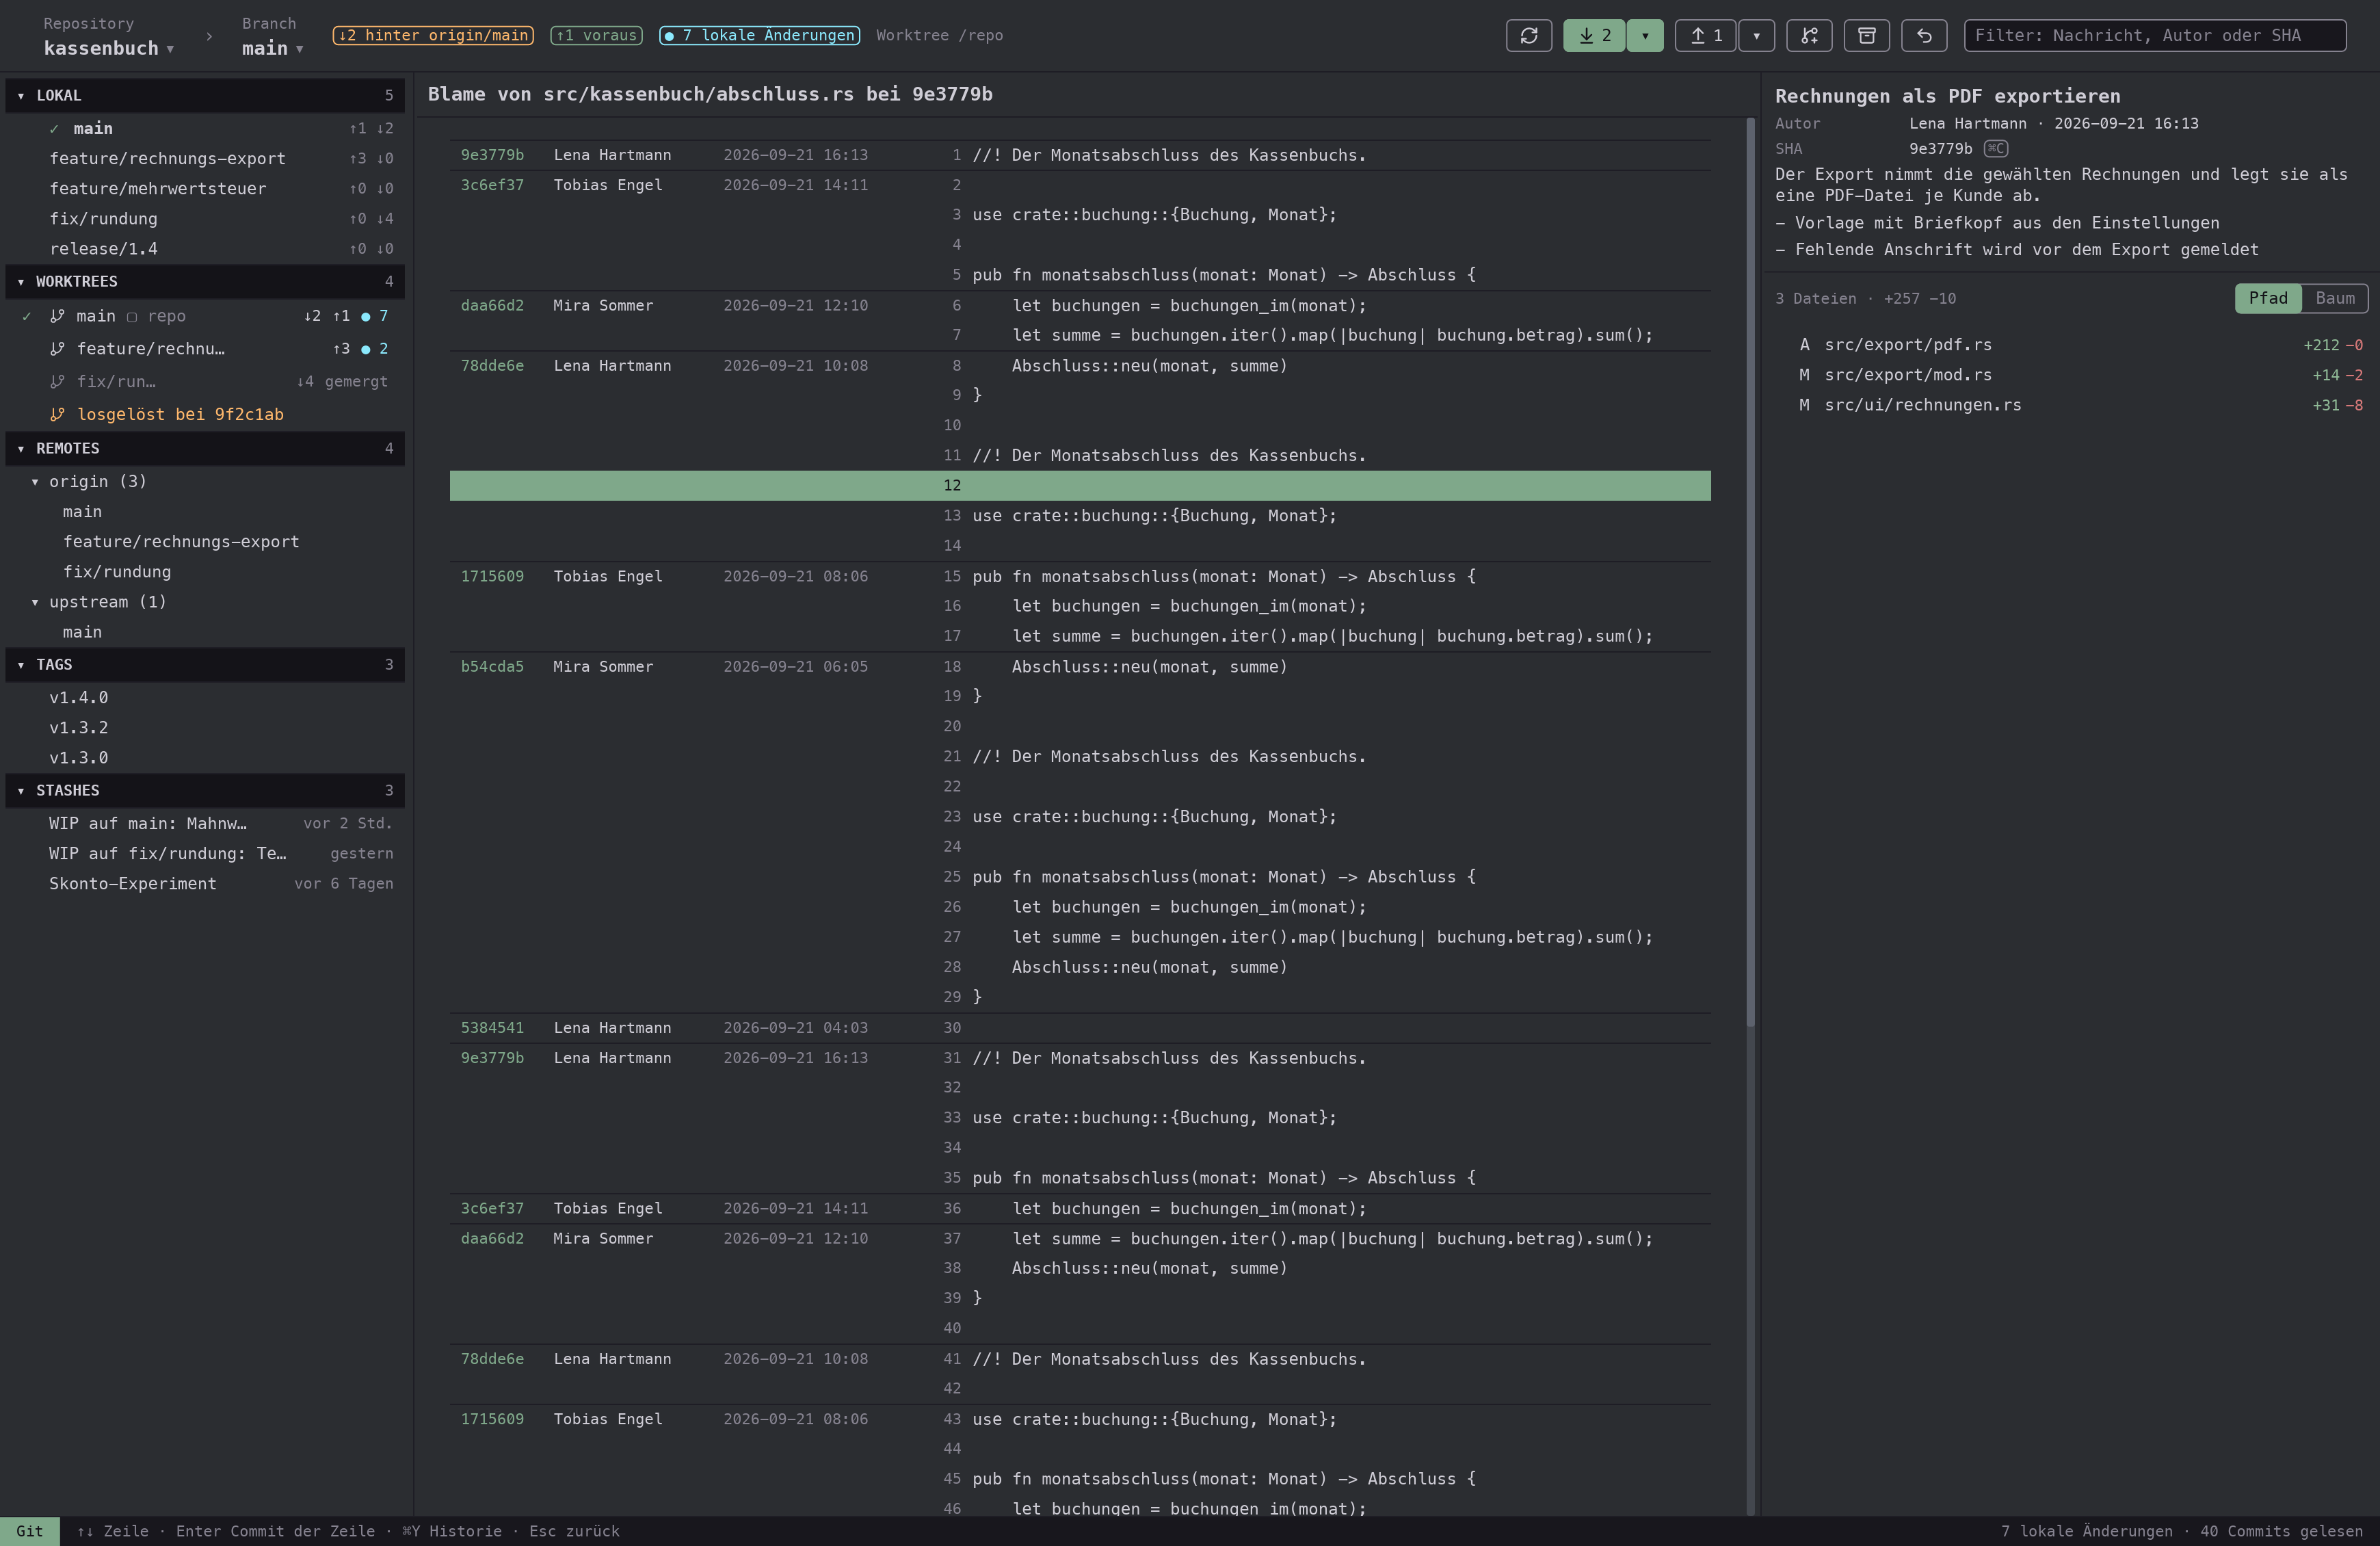 Repository
kassenbuch ▾
›
Branch
main ▾
↓2 hinter origin/main
↑1 voraus
● 7 lokale Änderungen
Worktree /repo
2 ▾
1 ▾
Filter: Nachricht, Autor oder SHA
▾ LOKAL 5
✓ main ↑1 ↓2
feature/rechnungs-export ↑3 ↓0
feature/mehrwertsteuer ↑0 ↓0
fix/rundung ↑0 ↓4
release/1.4 ↑0 ↓0
▾ WORKTREES 4
✓ main ▢ repo ↓2 ↑1 ● 7
feature/rechnu… ↑3 ● 2
fix/run… ↓4 gemergt
losgelöst bei 9f2c1ab
▾ REMOTES 4
▾ origin (3)
main
feature/rechnungs-export
fix/rundung
▾ upstream (1)
main
▾ TAGS 3
v1.4.0
v1.3.2
v1.3.0
▾ STASHES 3
WIP auf main: Mahnw… vor 2 Std.
WIP auf fix/rundung: Te… gestern
Skonto-Experiment vor 6 Tagen
Blame von src/kassenbuch/abschluss.rs bei 9e3779b
9e3779b Lena Hartmann 2026-09-21 16:13 1 //! Der Monatsabschluss des Kassenbuchs.
3c6ef37 Tobias Engel 2026-09-21 14:11 2
3 use crate::buchung::{Buchung, Monat};
4
5 pub fn monatsabschluss(monat: Monat) -> Abschluss {
daa66d2 Mira Sommer 2026-09-21 12:10 6 let buchungen = buchungen_im(monat);
7 let summe = buchungen.iter().map(|buchung| buchung.betrag).sum();
78dde6e Lena Hartmann 2026-09-21 10:08 8 Abschluss::neu(monat, summe)
9 }
10
11 //! Der Monatsabschluss des Kassenbuchs.
12
13 use crate::buchung::{Buchung, Monat};
14
1715609 Tobias Engel 2026-09-21 08:06 15 pub fn monatsabschluss(monat: Monat) -> Abschluss {
16 let buchungen = buchungen_im(monat);
17 let summe = buchungen.iter().map(|buchung| buchung.betrag).sum();
b54cda5 Mira Sommer 2026-09-21 06:05 18 Abschluss::neu(monat, summe)
19 }
20
21 //! Der Monatsabschluss des Kassenbuchs.
22
23 use crate::buchung::{Buchung, Monat};
24
25 pub fn monatsabschluss(monat: Monat) -> Abschluss {
26 let buchungen = buchungen_im(monat);
27 let summe = buchungen.iter().map(|buchung| buchung.betrag).sum();
28 Abschluss::neu(monat, summe)
29 }
5384541 Lena Hartmann 2026-09-21 04:03 30
9e3779b Lena Hartmann 2026-09-21 16:13 31 //! Der Monatsabschluss des Kassenbuchs.
32
33 use crate::buchung::{Buchung, Monat};
34
35 pub fn monatsabschluss(monat: Monat) -> Abschluss {
3c6ef37 Tobias Engel 2026-09-21 14:11 36 let buchungen = buchungen_im(monat);
daa66d2 Mira Sommer 2026-09-21 12:10 37 let summe = buchungen.iter().map(|buchung| buchung.betrag).sum();
38 Abschluss::neu(monat, summe)
39 }
40
78dde6e Lena Hartmann 2026-09-21 10:08 41 //! Der Monatsabschluss des Kassenbuchs.
42
1715609 Tobias Engel 2026-09-21 08:06 43 use crate::buchung::{Buchung, Monat};
44
45 pub fn monatsabschluss(monat: Monat) -> Abschluss {
46 let buchungen = buchungen_im(monat);
Rechnungen als PDF exportieren
Autor Lena Hartmann · 2026-09-21 16:13
SHA 9e3779b ⌘C
Der Export nimmt die gewählten Rechnungen und legt sie als
eine PDF-Datei je Kunde ab.
- Vorlage mit Briefkopf aus den Einstellungen
- Fehlende Anschrift wird vor dem Export gemeldet
3 Dateien · +257 -10
Pfad Baum
A src/export/pdf.rs +212 -0
M src/export/mod.rs +14 -2
M src/ui/rechnungen.rs +31 -8
Git ↑↓ Zeile · Enter Commit der Zeile · ⌘Y Historie · Esc zurück
7 lokale Änderungen · 40 Commits gelesen